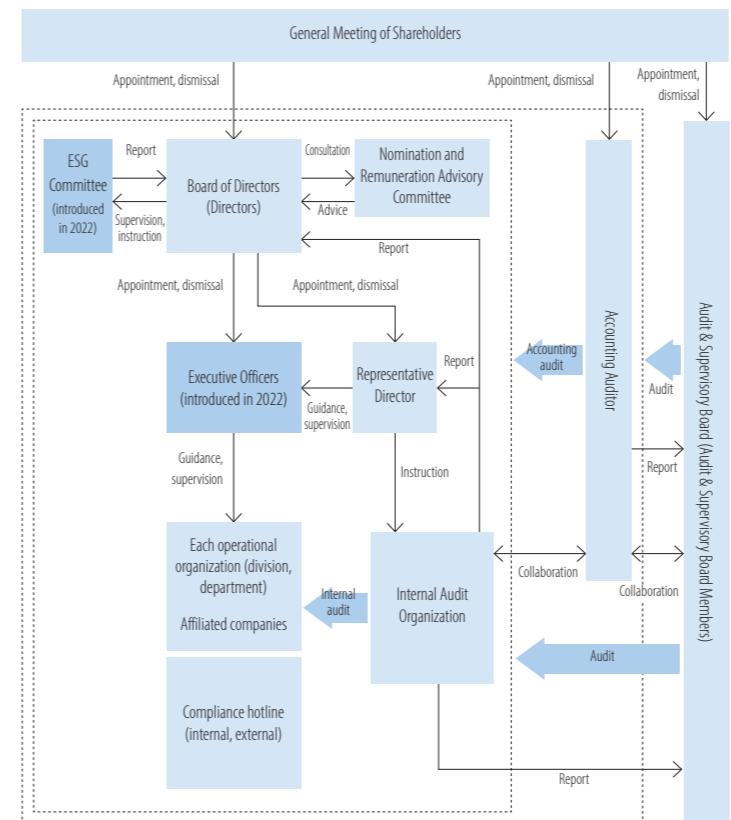 General Meeting of Shareholders
Appointment, dismissal
Appointment, dismissal
Appointment,
dismissal
ESG
Committee
(introduced
in 2022)
Report
Supervision,
instruction
Board of Directors
(Directors)
Consultation
Advice
Nomination and
Remuneration Advisory
Committee
Report
Appointment, dismissal
Appointment, dismissal
Executive Officers
(introduced in 2022)
Guidance,
supervision
Representative
Director
Report
Accounting
audit
Accounting Auditor
Audit
Audit & Supervisory Board (Audit & Supervisory Board Members)
Report
Guidance,
supervision
Instruction
Each operational
organization (division,
department)
Affiliated companies
Internal
audit
Internal Audit
Organization
Collaboration
Collaboration
Audit
Compliance hotline
(internal, external)
Report